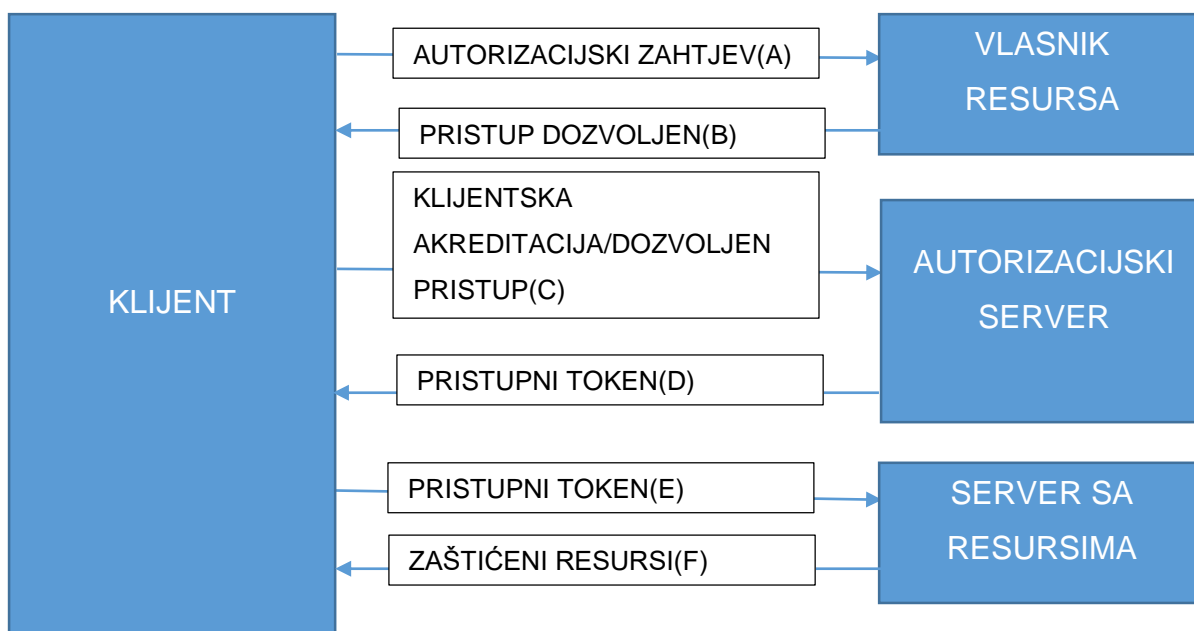 KLIJENT
AUTORIZACIJSKI ZAHTJEV(A)
VLASNIK
RESURSA
PRISTUP DOZVOLJEN(B)
KLIJENTSKA
AKREDITACIJA/DOZVOLJEN
PRISTUP(C)
AUTORIZACIJSKI
SERVER
PRISTUPNI TOKEN(D)
PRISTUPNI TOKEN(E)
SERVER SA
RESURSIMA
ZAŠTIĆENI RESURSI(F)